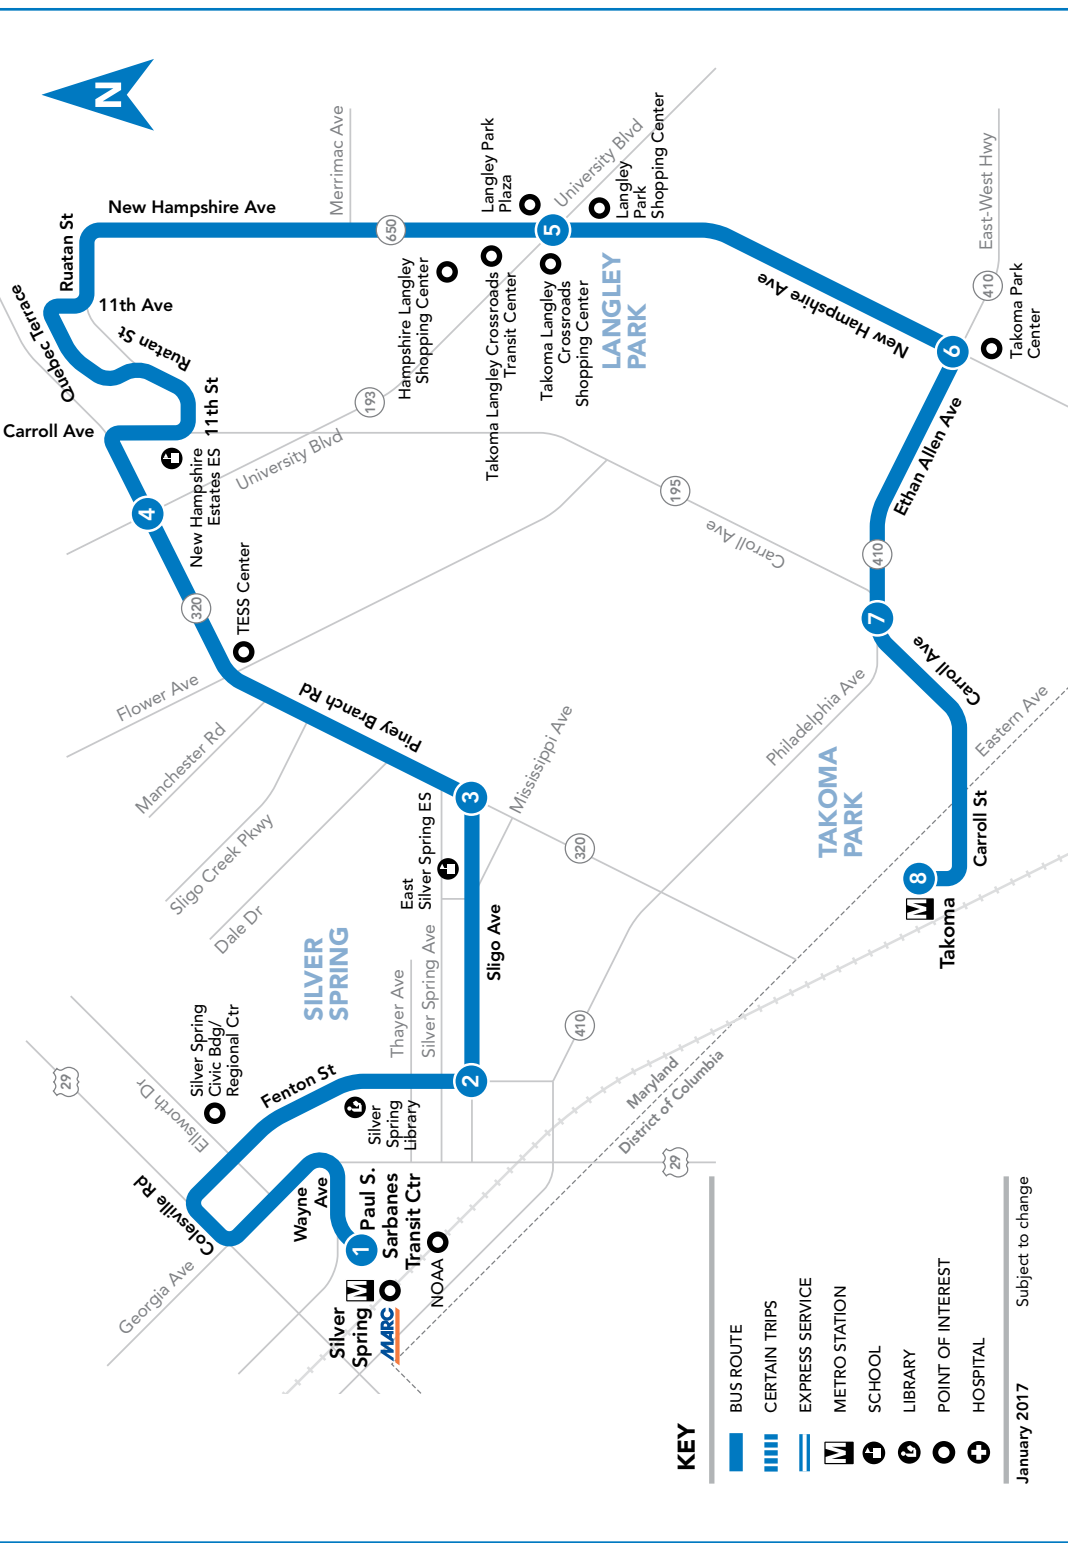 N
Merrimac Ave
New Hampshire Ave
Ruatan St
11th Ave
Quebec Terrace
Ruatan St
Carroll Ave
11th St
New Hampshire
Estates ES
4
University Blvd
193
650
Langley Park
Plaza
University Blvd
5
Langley
Park
Shopping Center
Hampshire Langley
Shopping Center
Takoma Langley Crossroads
Transit Center
Takoma Langley
Crossroads
Shopping Center
LANGLEY
PARK
New Hampshire Ave
East-West Hwy
410
6
Takoma Park
Center
Ethan Allen Ave
410
195
Carroll Ave
7
Carroll Ave
Philadelphia Ave
Eastern Ave
TAKOMA
PARK
Carroll St
8
M
Takoma
320
TESS Center
Flower Ave
Manchester Rd
Sligo Creek Pkwy
Dale Dr
Piney Branch Rd
3
Mississippi Ave
320
East
Silver Spring ES
Sligo Ave
Silver Spring Ave
Thayer Ave
SILVER
SPRING
410
2
Maryland
District of Columbia
29
Silver Spring
Civic Bdg/
Regional Ctr
Fenton St
Ellsworth Dr
29
Silver
Spring
Library
Colesville Rd
Georgia Ave
Wayne
Ave
1
Paul S.
Sarbanes
Transit Ctr
Silver
Spring
M
MARC
NOAA
KEY
BUS ROUTE
CERTAIN TRIPS
EXPRESS SERVICE
M
METRO STATION
SCHOOL
LIBRARY
POINT OF INTEREST
HOSPITAL
January 2017
Subject to change